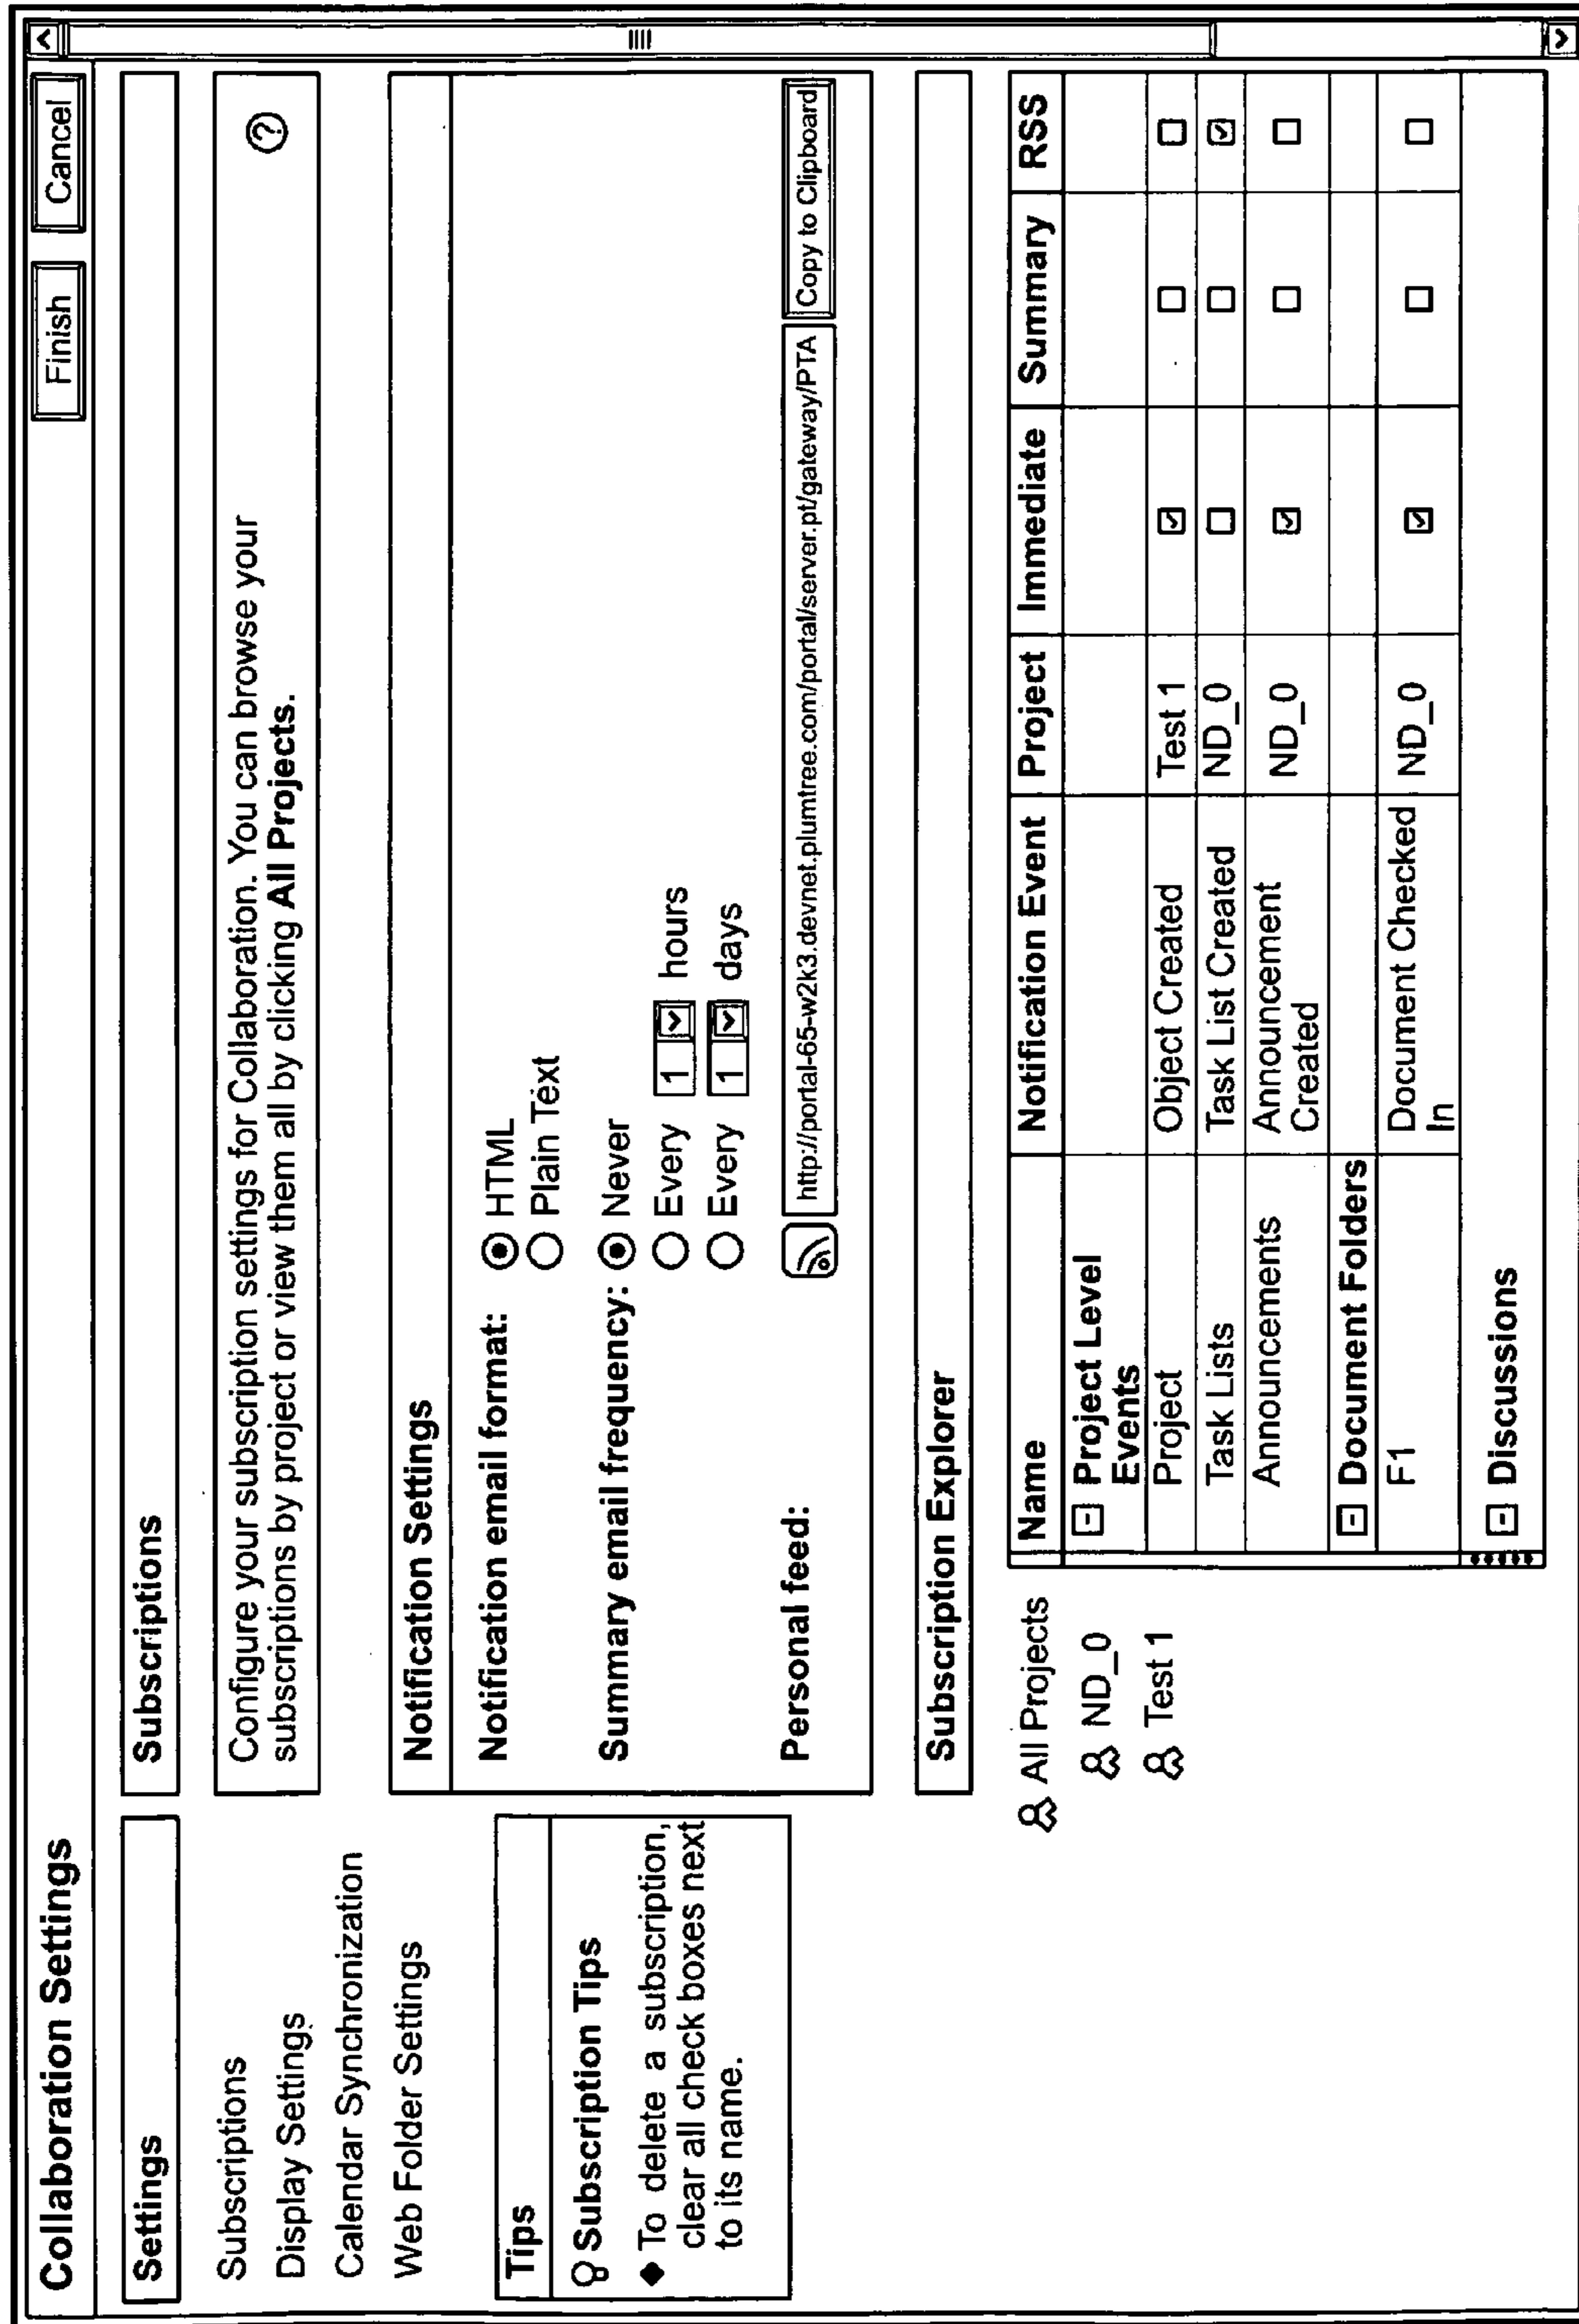 Collaboration Settings
Finish
Cancel
Settings
Subscriptions
Display Settings
Calendar Synchronization
Web Folder Settings
Tips
Subscription Tips
To delete a subscription,
clear all check boxes next
to its name.
Subscriptions
Configure your subscription settings for Collaboration. You can browse your
subscriptions by project or view them all by clicking All Projects.
?
Notification Settings
Notification email format:
HTML
Plain Text
Summary email frequency:
Never
Every 1 hours
Every 1 days
Personal feed:
http://portal-65-w2k3.devnet.plumtree.com/portal/server.pt/gateway/PTA
Copy to Clipboard
Subscription Explorer
All Projects
ND_0
Test 1
Name Notification Event Project Immediate Summary RSS
Project Level
Events
Project Object Created Test 1
Task Lists Task List Created ND_0
Announcements Announcement ND_0
Created
Document Folders
F1 Document Checked ND_0
In
Discussions